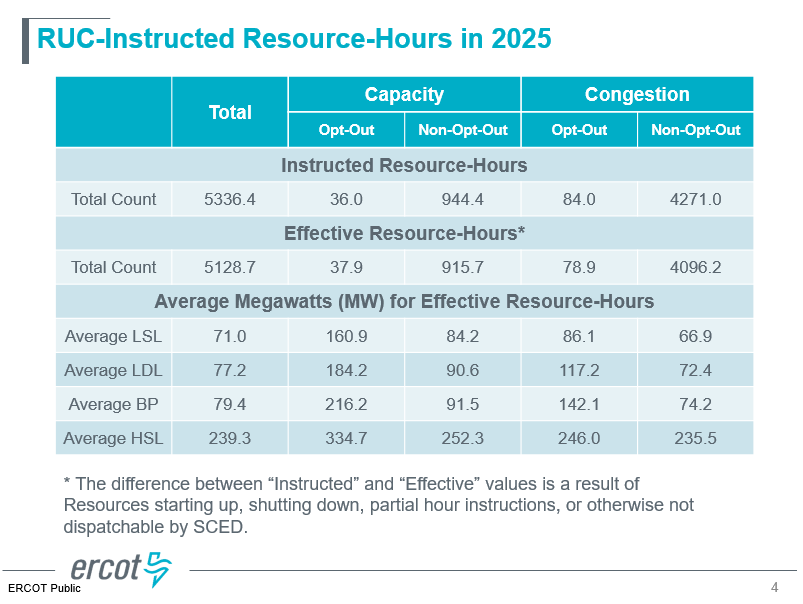 RUC-Instructed Resource-Hours in 2025
Total Capacity Congestion
Opt-Out Non-Opt-Out Opt-Out Non-Opt-Out
Instructed Resource-Hours
Total Count 5336.4 36.0 944.4 84.0 4271.0
Effective Resource-Hours*
Total Count 5128.7 37.9 915.7 78.9 4096.2
Average Megawatts (MW) for Effective Resource-Hours
Average LSL 71.0 160.9 84.2 86.1 66.9
Average LDL 77.2 184.2 90.6 117.2 72.4
Average BP 79.4 216.2 91.5 142.1 74.2
Average HSL 239.3 334.7 252.3 246.0 235.5
* The difference between “Instructed” and “Effective” values is a result of
Resources starting up, shutting down, partial hour instructions, or otherwise not
dispatchable by SCED.
ercot
ERCOT Public
4